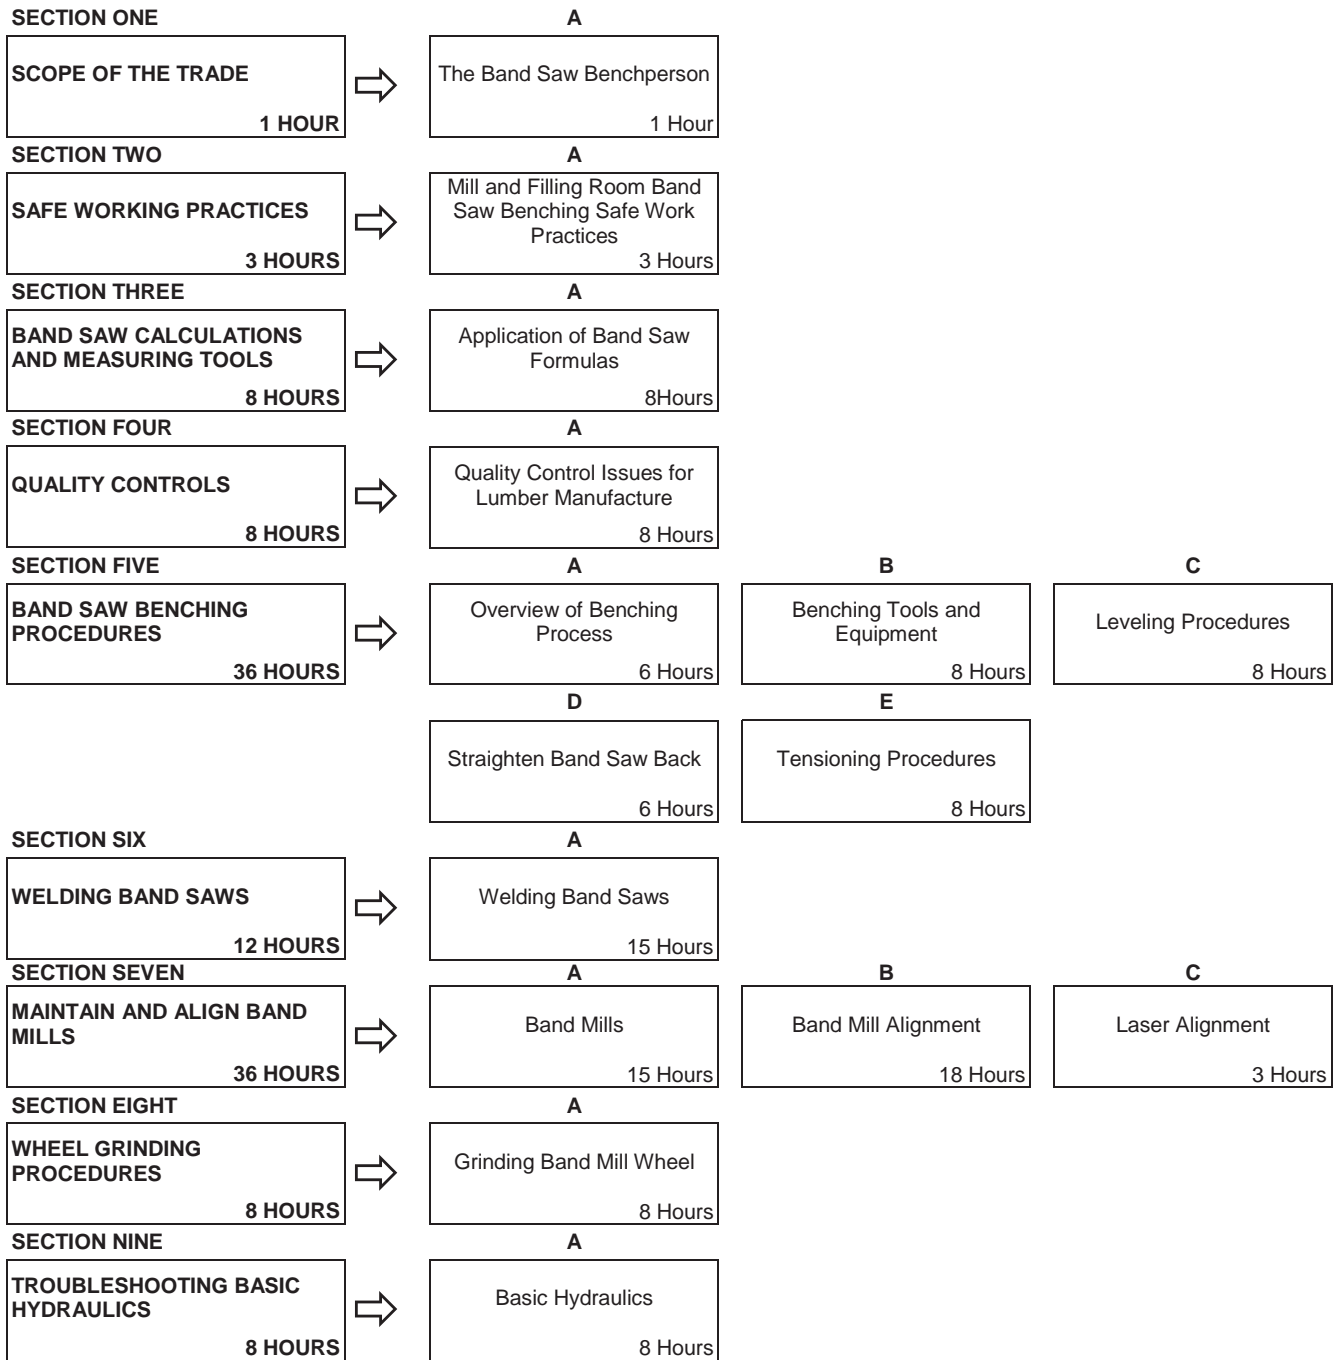 SECTION ONE
A
SCOPE OF THE TRADE
1 HOUR
The Band Saw Benchperson
1 Hour
SECTION TWO
A
SAFE WORKING PRACTICES
3 HOURS
Mill and Filling Room Band
Saw Benching Safe Work
Practices
3 Hours
SECTION THREE
A
BAND SAW CALCULATIONS
AND MEASURING TOOLS
8 HOURS
Application of Band Saw
Formulas
8Hours
SECTION FOUR
A
QUALITY CONTROLS
8 HOURS
Quality Control Issues for
Lumber Manufacture
8 Hours
SECTION FIVE
A
B
C
BAND SAW BENCHING
PROCEDURES
36 HOURS
Overview of Benching
Process
6 Hours
Benching Tools and
Equipment
8 Hours
Leveling Procedures
8 Hours
D
E
Straighten Band Saw Back
6 Hours
Tensioning Procedures
8 Hours
SECTION SIX
A
WELDING BAND SAWS
12 HOURS
Welding Band Saws
15 Hours
SECTION SEVEN
A
B
C
MAINTAIN AND ALIGN BAND
MILLS
36 HOURS
Band Mills
15 Hours
Band Mill Alignment
18 Hours
Laser Alignment
3 Hours
SECTION EIGHT
A
WHEEL GRINDING
PROCEDURES
8 HOURS
Grinding Band Mill Wheel
8 Hours
SECTION NINE
A
TROUBLESHOOTING BASIC
HYDRAULICS
8 HOURS
Basic Hydraulics
8 Hours